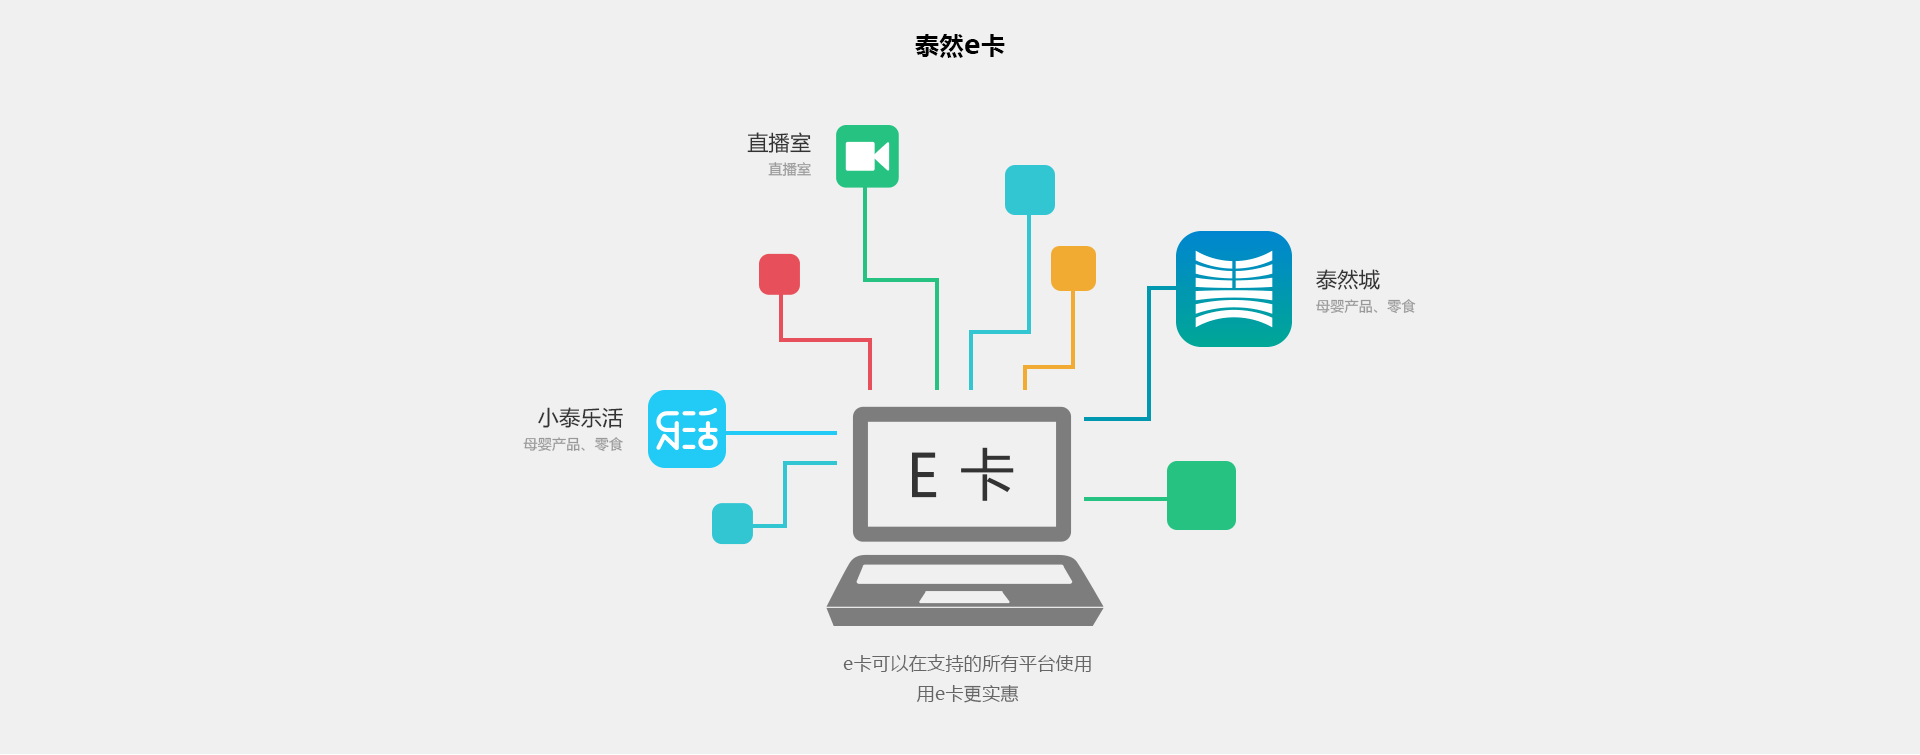 泰然e卡
直播室
直播室
泰然城
母婴产品、零食
小泰乐活
母婴产品、零食
乐活
E 卡
e卡可以在支持的所有平台使用
用e卡更实惠